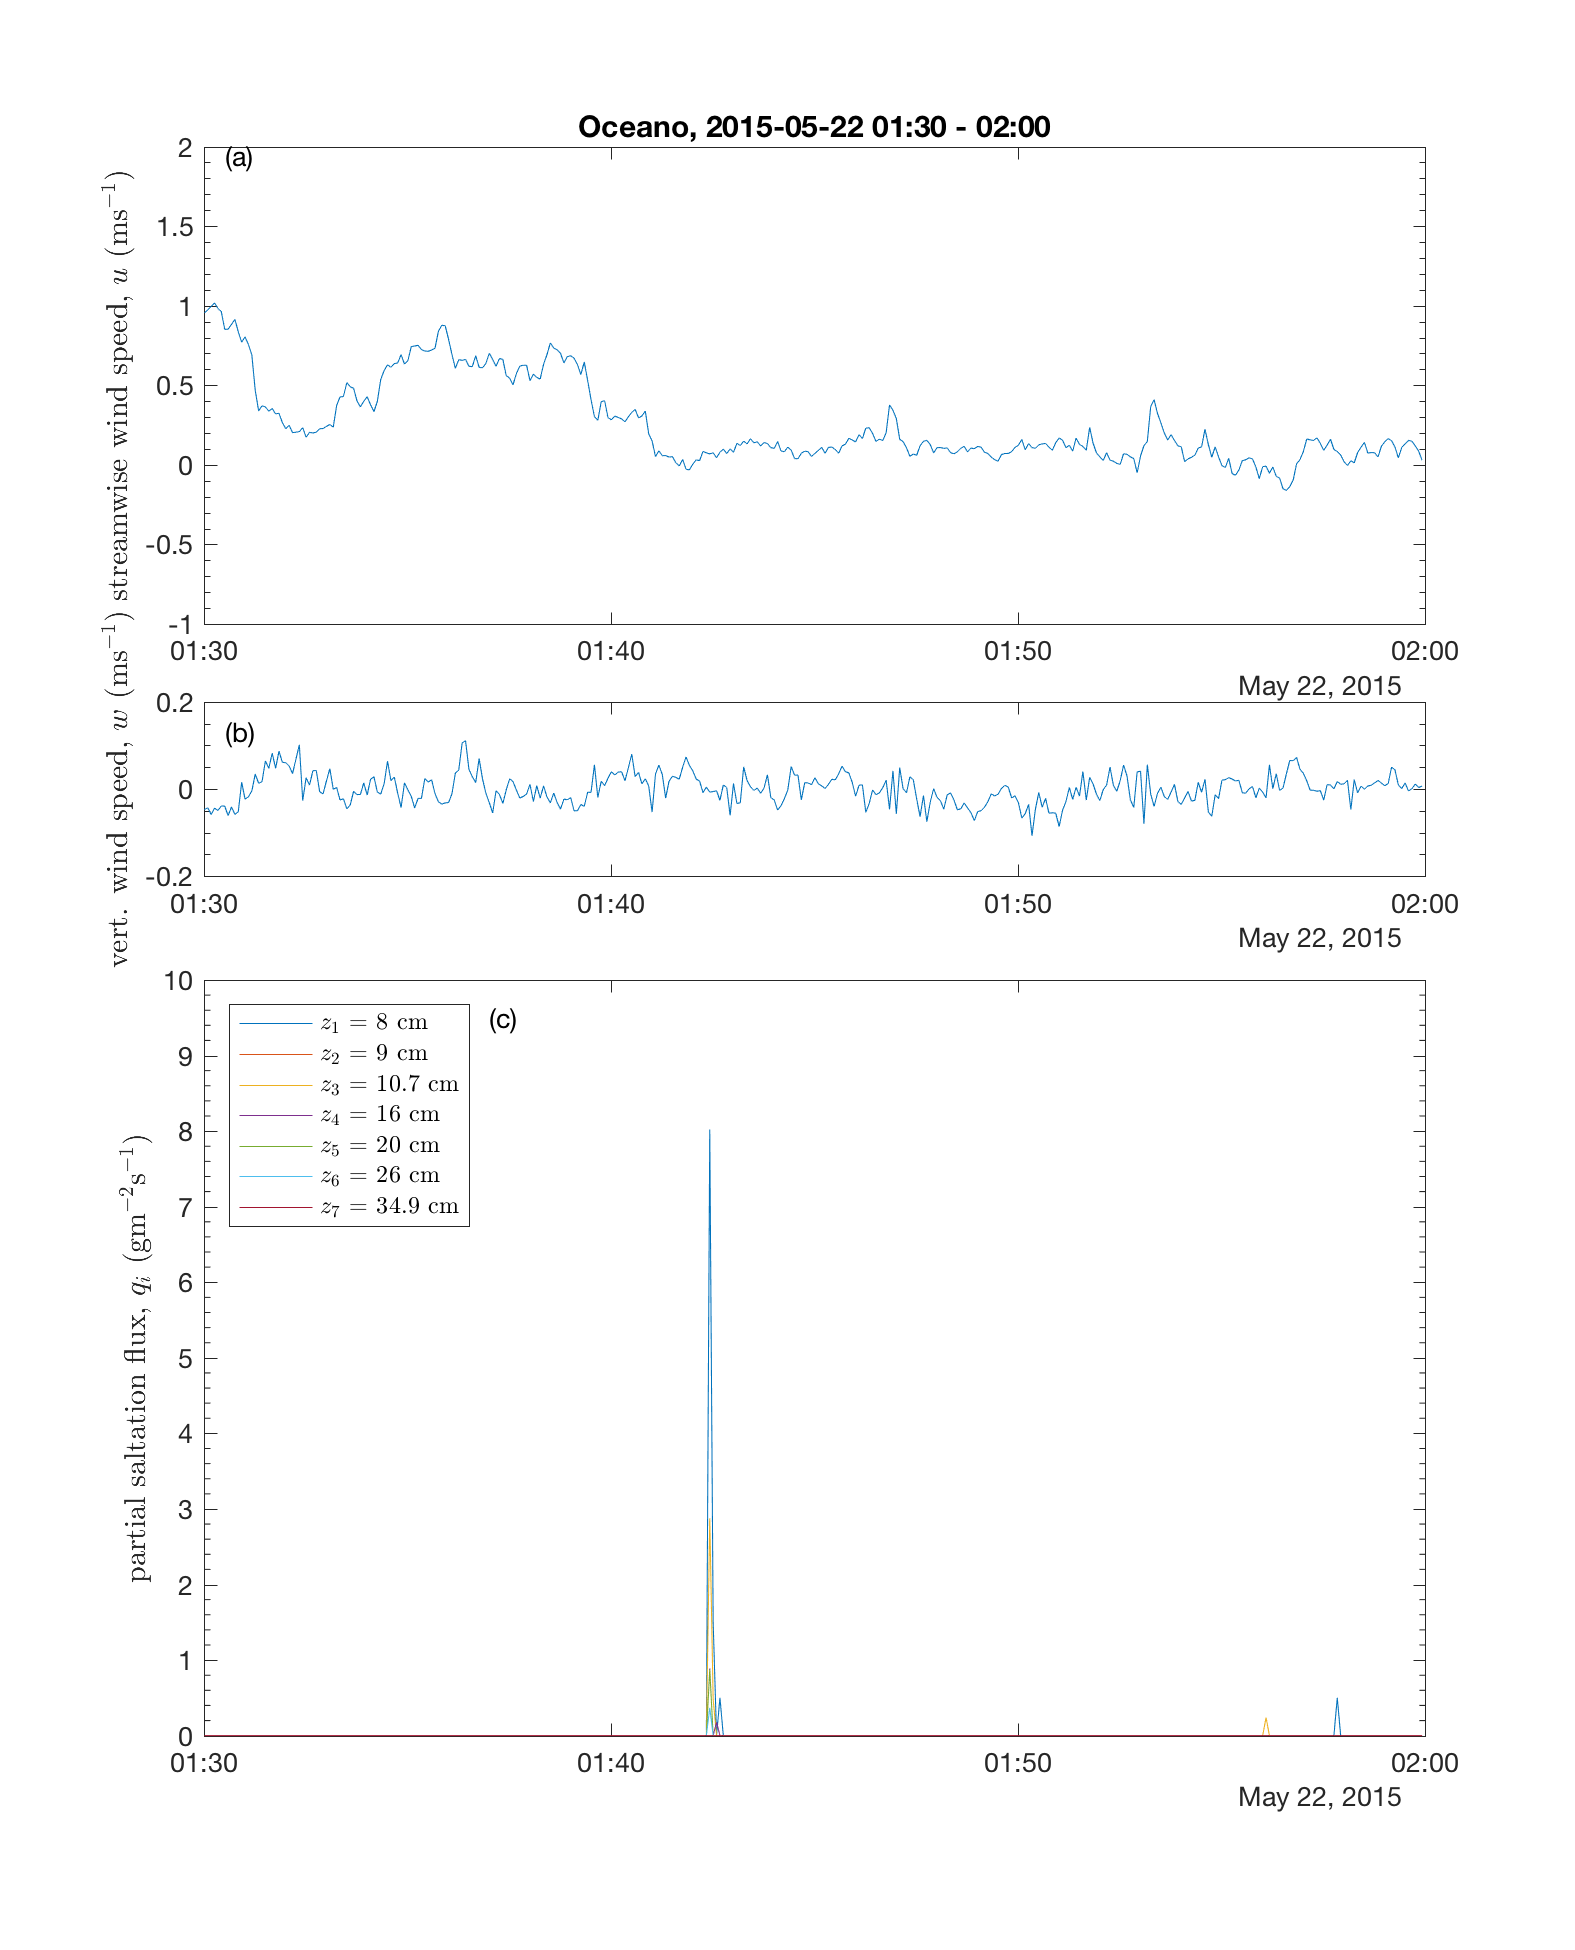 Oceano, 2015-05-22 01:30 - 02:00
(a)
streamwise wind speed, u (ms⁻¹)
2
1.5
1
0.5
0
-0.5
-1
01:30 01:40 01:50 02:00
May 22, 2015
(b)
vert. wind speed, w (ms⁻¹)
0.2
0
-0.2
01:30 01:40 01:50 02:00
May 22, 2015
(c)
partial saltation flux, qᵢ (gm⁻²s⁻¹)
10
9
8
7
6
5
4
3
2
1
0
z₁ = 8 cm
z₂ = 9 cm
z₃ = 10.7 cm
z₄ = 16 cm
z₅ = 20 cm
z₆ = 26 cm
z₇ = 34.9 cm
01:30 01:40 01:50 02:00
May 22, 2015